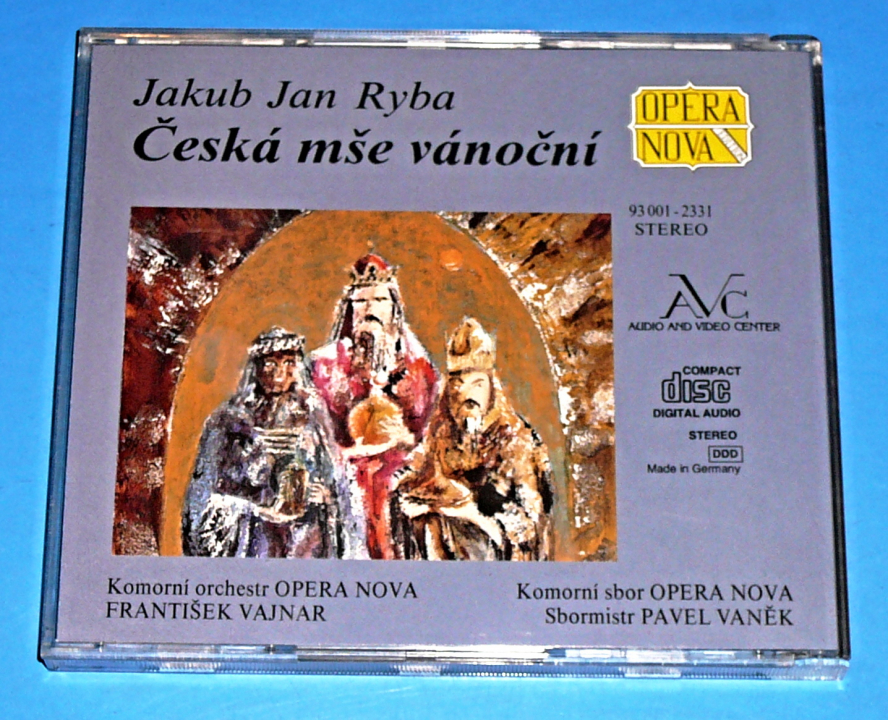 Jakub Jan Ryba
Česká mše vánoční
OPERA
NOVA
93 001 - 2331
STEREO
AVC
AUDIO AND VIDEO CENTER
COMPACT
disc
DIGITAL AUDIO
STEREO
DDD
Made in Germany
Komorní orchestr OPERA NOVA
FRANTIŠEK VAJNAR
Komorní sbor OPERA NOVA
Sbormistr PAVEL VANĚK